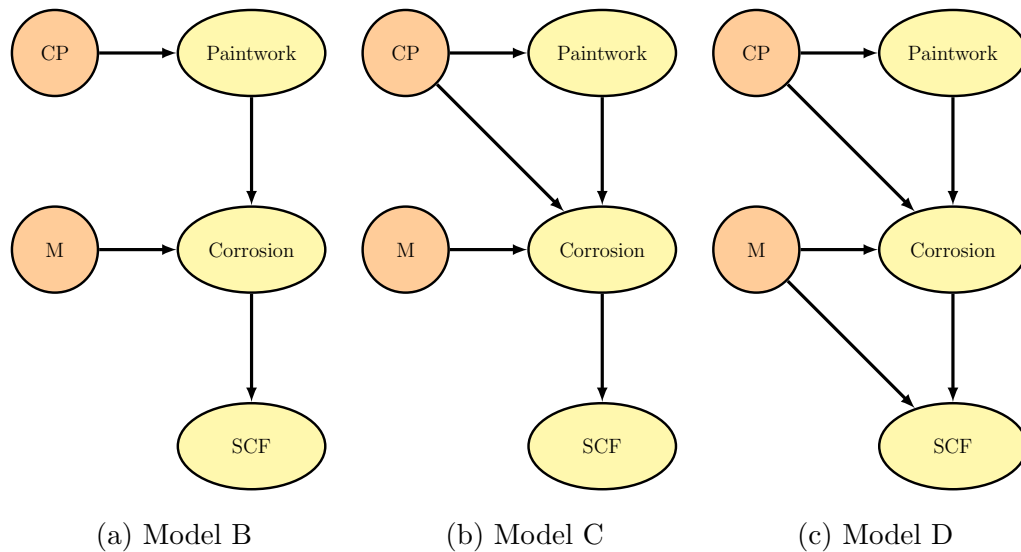 CP Paintwork CP Paintwork CP Paintwork
M Corrosion M Corrosion M Corrosion
SCF SCF SCF
(a) Model B (b) Model C (c) Model D